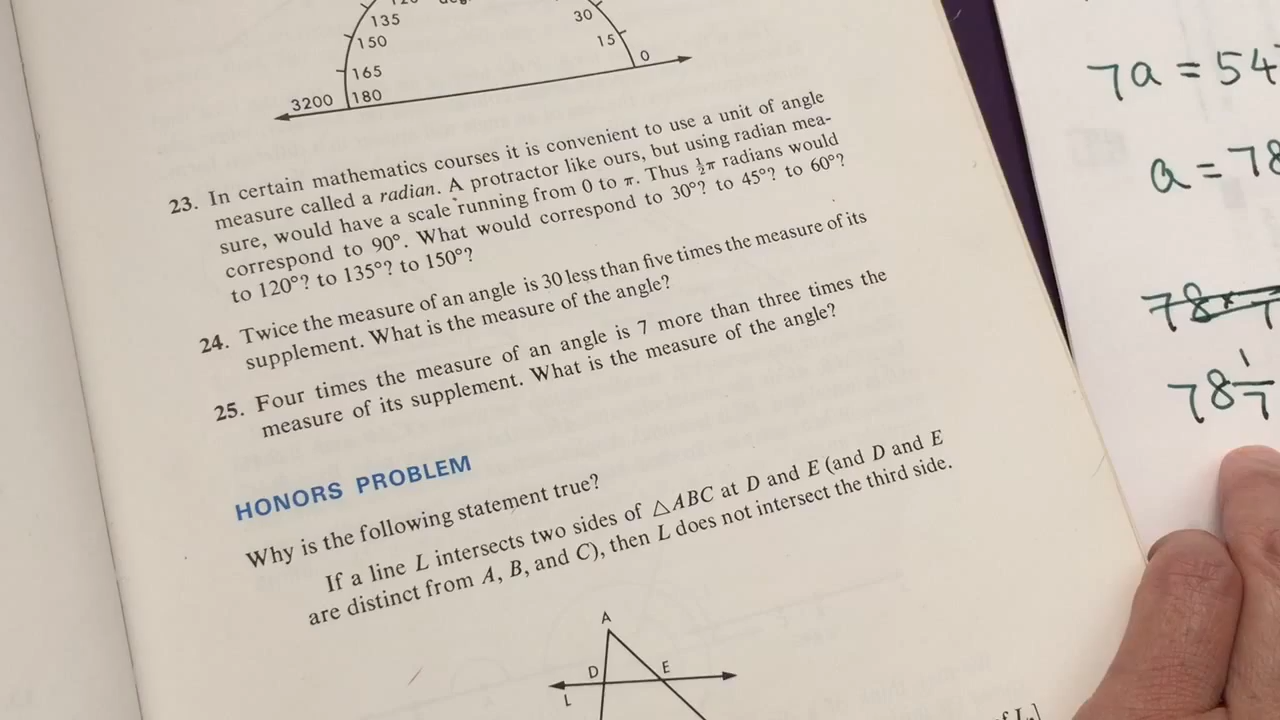 135
150
165
3200 180
30
15
0
23. In certain mathematics courses it is convenient to use a unit of angle
measure called a radian. A protractor like ours, but using radian mea-
sure, would have a scale running from 0 to π. Thus ½π radians would
correspond to 90°. What would correspond to 30°? to 45°? to 60°?
to 120°? to 135°? to 150°?
24. Twice the measure of an angle is 30 less than five times the measure of its
supplement. What is the measure of the angle?
25. Four times the measure of an angle is 7 more than three times the
measure of its supplement. What is the measure of the angle?
HONORS PROBLEM
Why is the following statement true?
If a line L intersects two sides of △ABC at D and E (and D and E
are distinct from A, B, and C), then L does not intersect the third side.
A
D E
L
7a = 54
a = 78
78 1/7